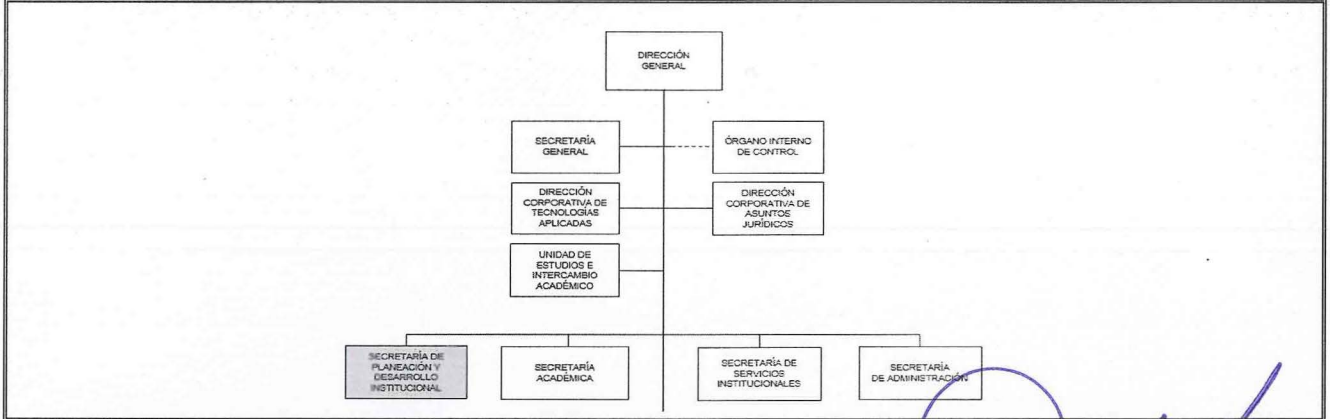 DIRECCIÓN
GENERAL
SECRETARÍA
GENERAL
ÓRGANO INTERNO
DE CONTROL
DIRECCIÓN
CORPORATIVA DE
TECNOLOGÍAS
APLICADAS
DIRECCIÓN
CORPORATIVA DE
ASUNTOS
JURÍDICOS
UNIDAD DE
ESTUDIOS E
INTERCAMBIO
ACADÉMICO
SECRETARÍA DE
PLANEACIÓN Y
DESARROLLO
INSTITUCIONAL
SECRETARÍA
ACADÉMICA
SECRETARÍA DE
SERVICIOS
INSTITUCIONALES
SECRETARÍA
DE ADMINISTRACIÓN